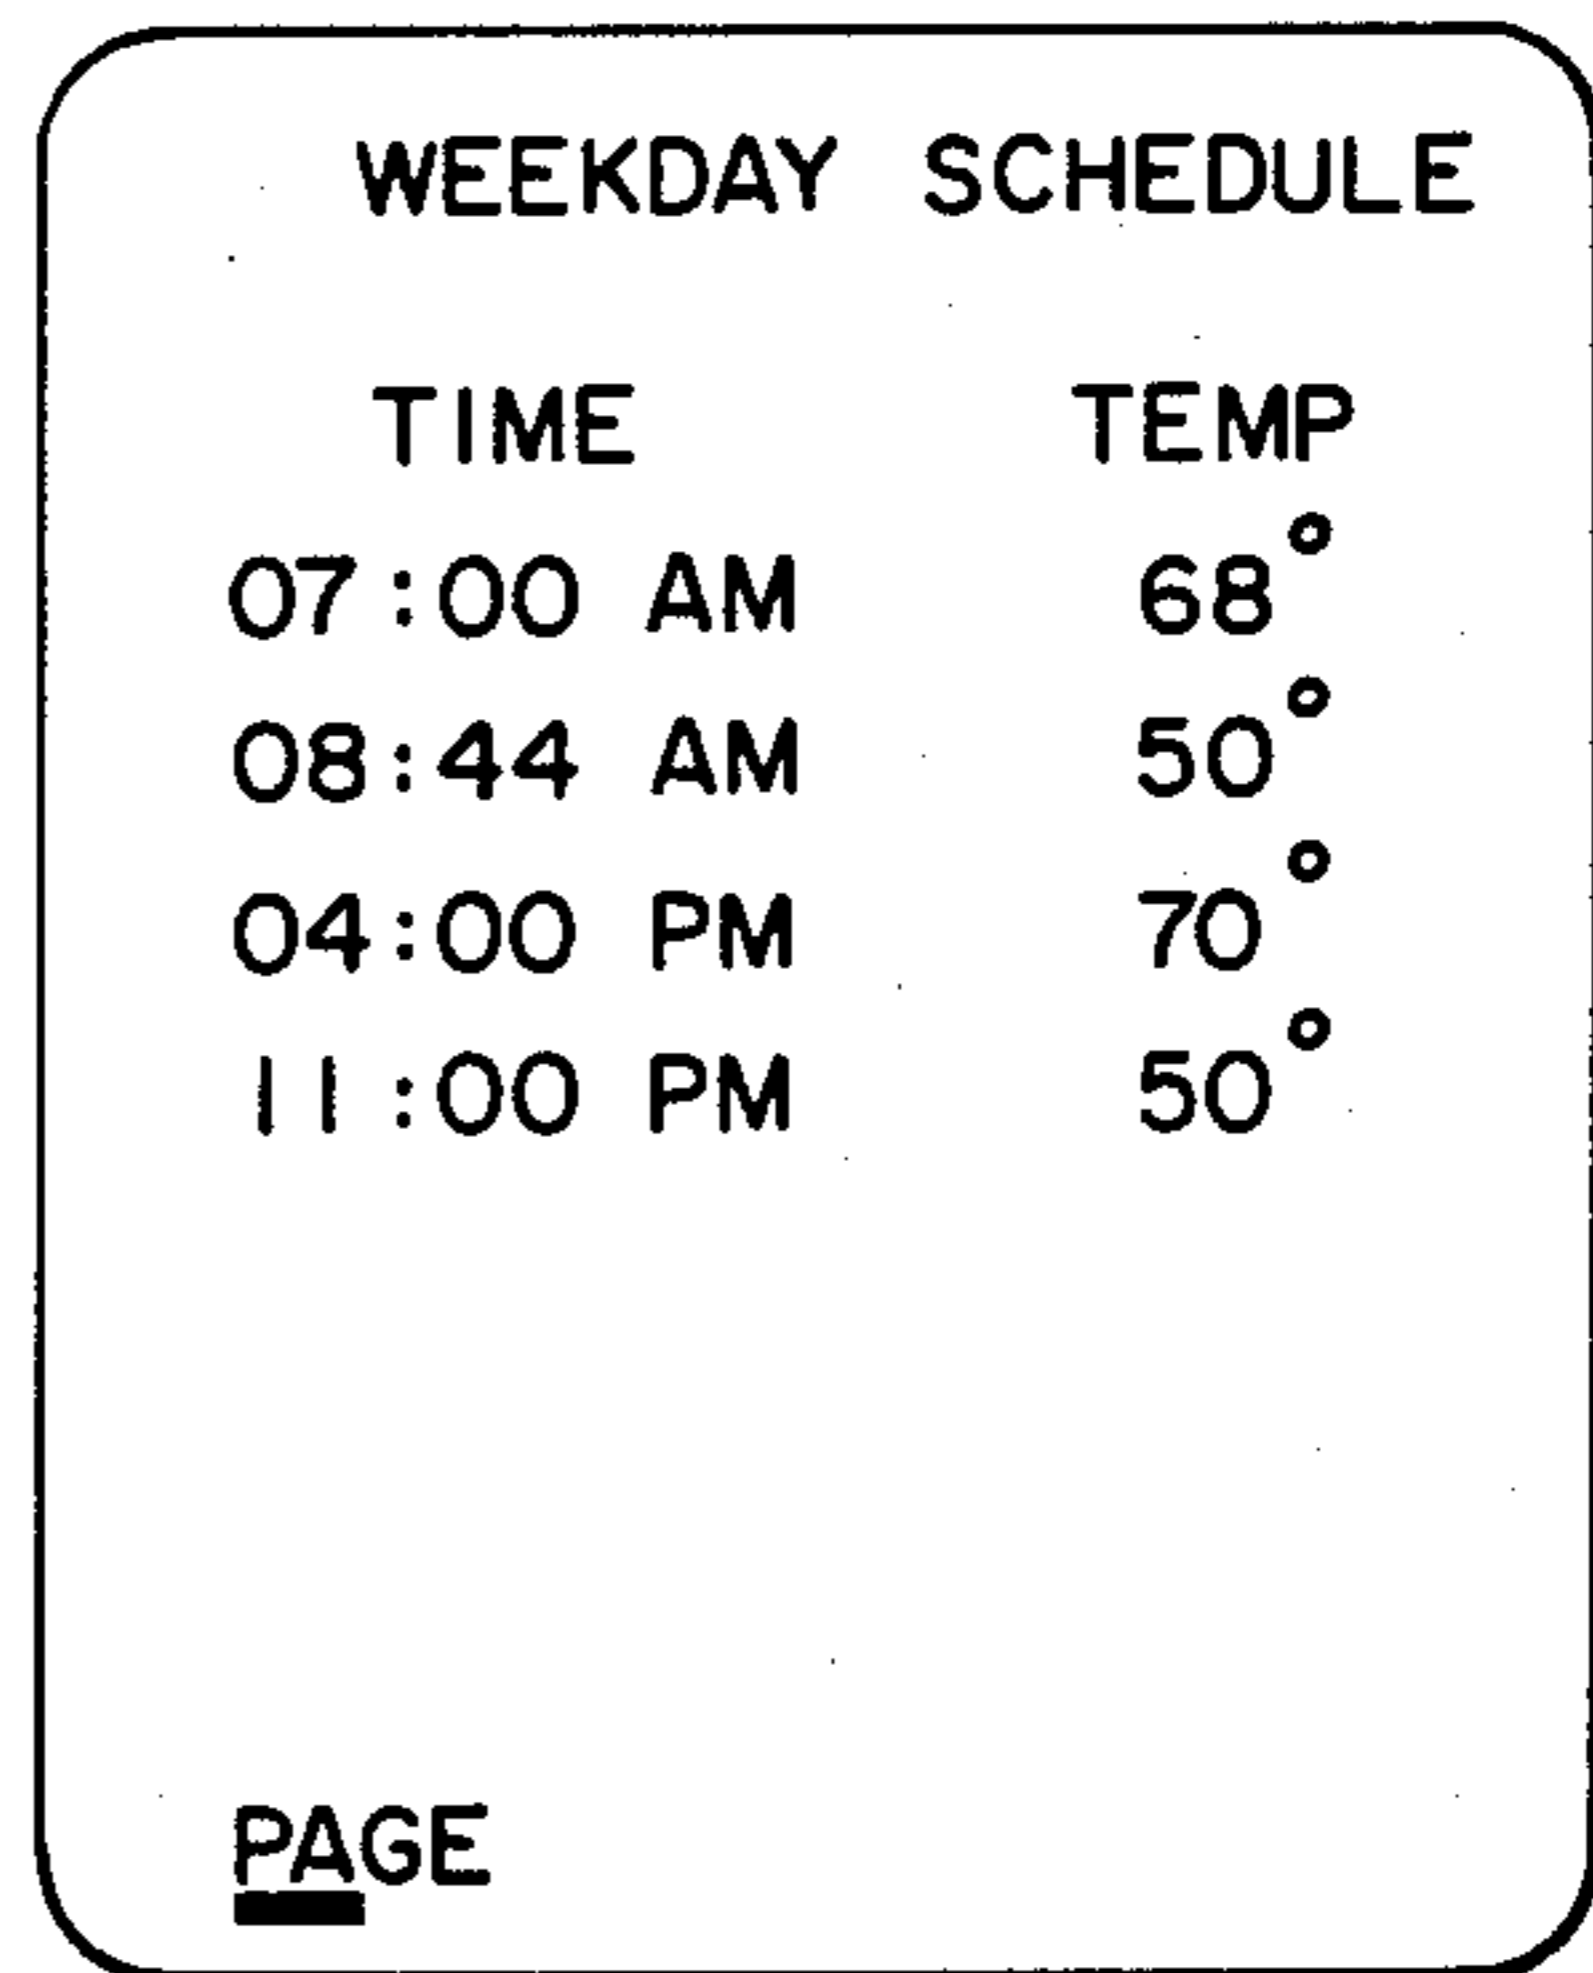 WEEKDAY SCHEDULE
TIME TEMP
07:00 AM 68°
08:44 AM 50°
04:00 PM 70°
11:00 PM 50°
PAGE